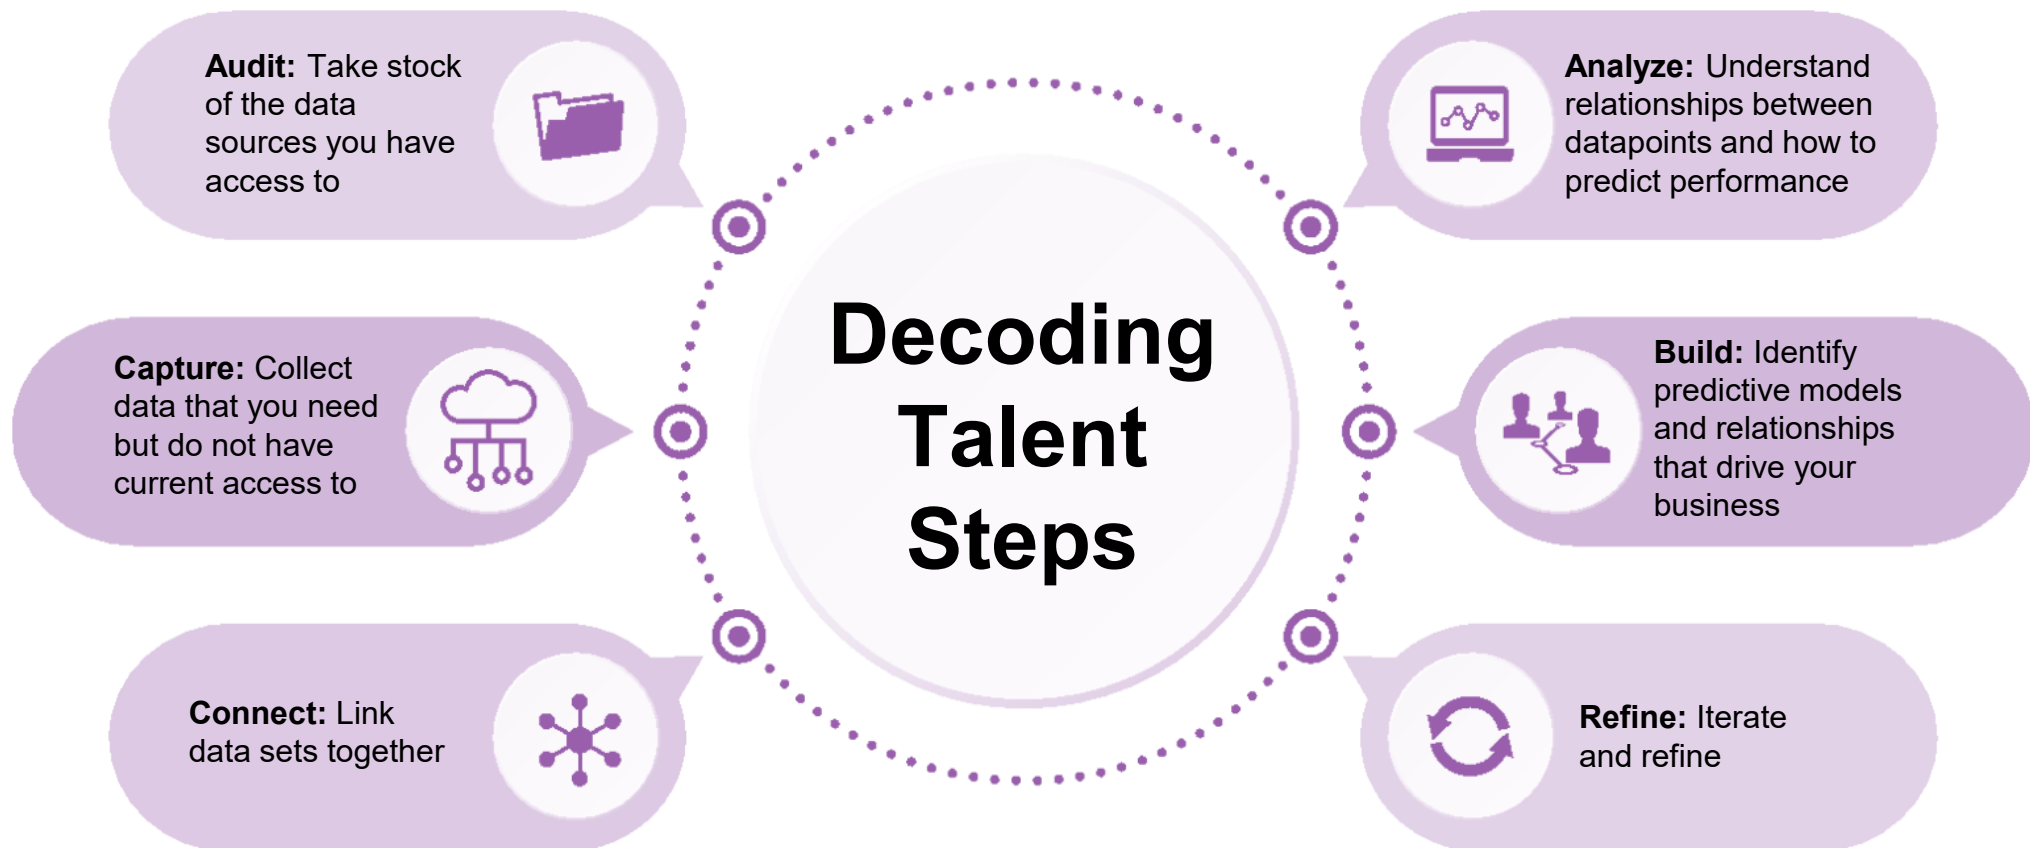 Audit: Take stock
of the data
sources you have
access to
Capture: Collect
data that you need
but do not have
current access to
Connect: Link
data sets together
Decoding
Talent
Steps
Analyze: Understand
relationships between
datapoints and how to
predict performance
Build: Identify
predictive models
and relationships
that drive your
business
Refine: Iterate
and refine